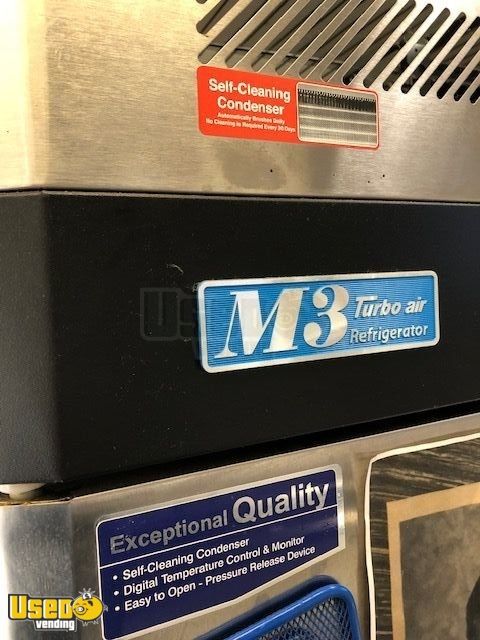 Self-Cleaning
Condenser
Automatically Brushes Daily
No Cleaning is Required Every 90 Days
M3 Turbo air
Refrigerator
Exceptional Quality
• Self-Cleaning Condenser
• Digital Temperature Control & Monitor
• Easy to Open - Pressure Release Device
Used
vending